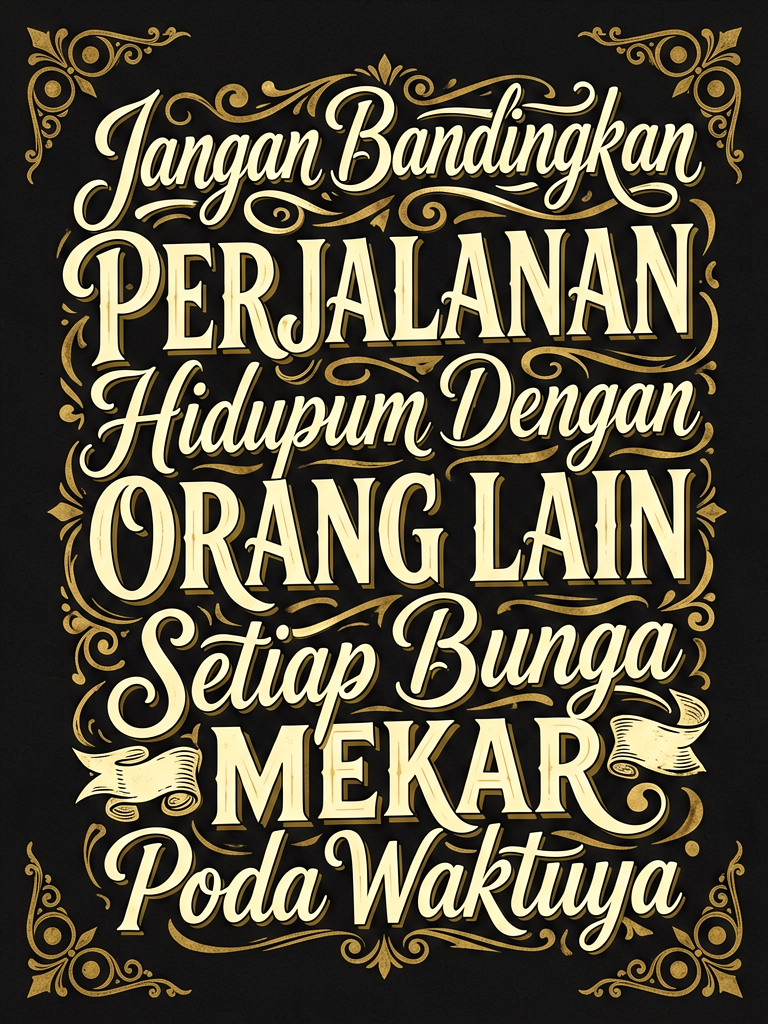 Jangan Bandingkan
PERJALANAN
Hidupum Dengan
ORANG LAIN
Setiap Bunga
MEKAR
Poda Waktuya